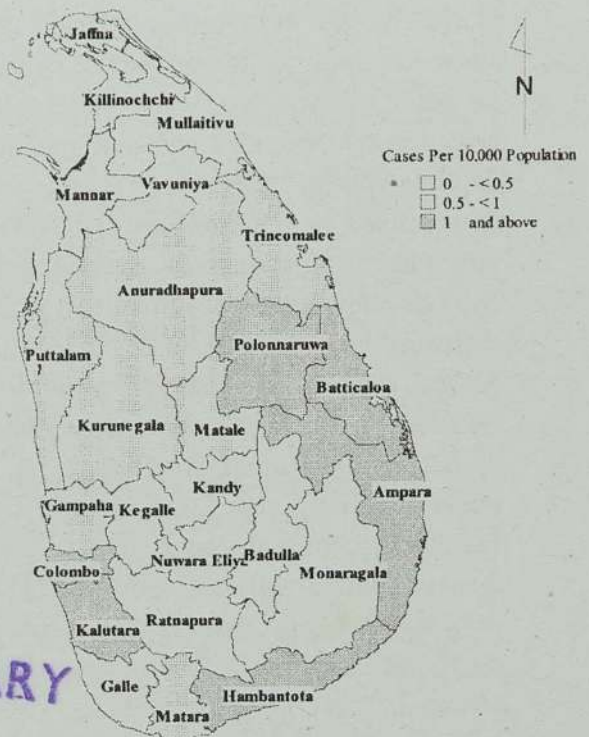 Jaffna
N
Killinochchi
Mullaitivu
Cases Per 10,000 Population
0 - < 0.5
0.5 - < 1
1 and above
Vavuniya
Mannar
Trincomalee
Anuradhapura
Polonnaruwa
Puttalam
Batticaloa
Kurunegala
Matale
Kandy
Ampara
Gampaha
Kegalle
Nuwara Eliya
Badulla
Colombo
Monaragala
Ratnapura
Kalutara
Galle
Hambantota
Matara